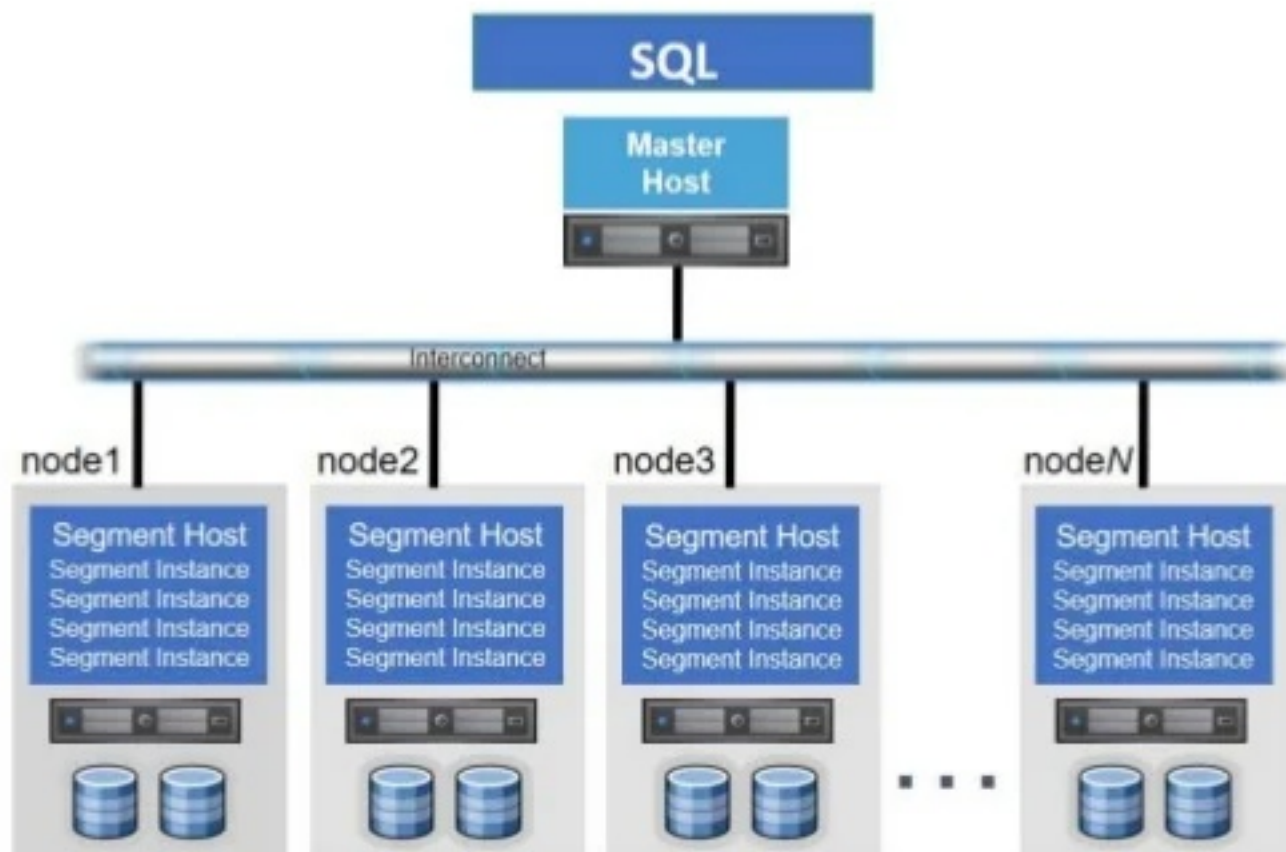 SQL
Master
Host
Interconnect
node1
node2
node3
nodeN
Segment Host
Segment Instance
Segment Instance
Segment Instance
Segment Instance
Segment Host
Segment Instance
Segment Instance
Segment Instance
Segment Instance
Segment Host
Segment Instance
Segment Instance
Segment Instance
Segment Instance
Segment Host
Segment Instance
Segment Instance
Segment Instance
Segment Instance